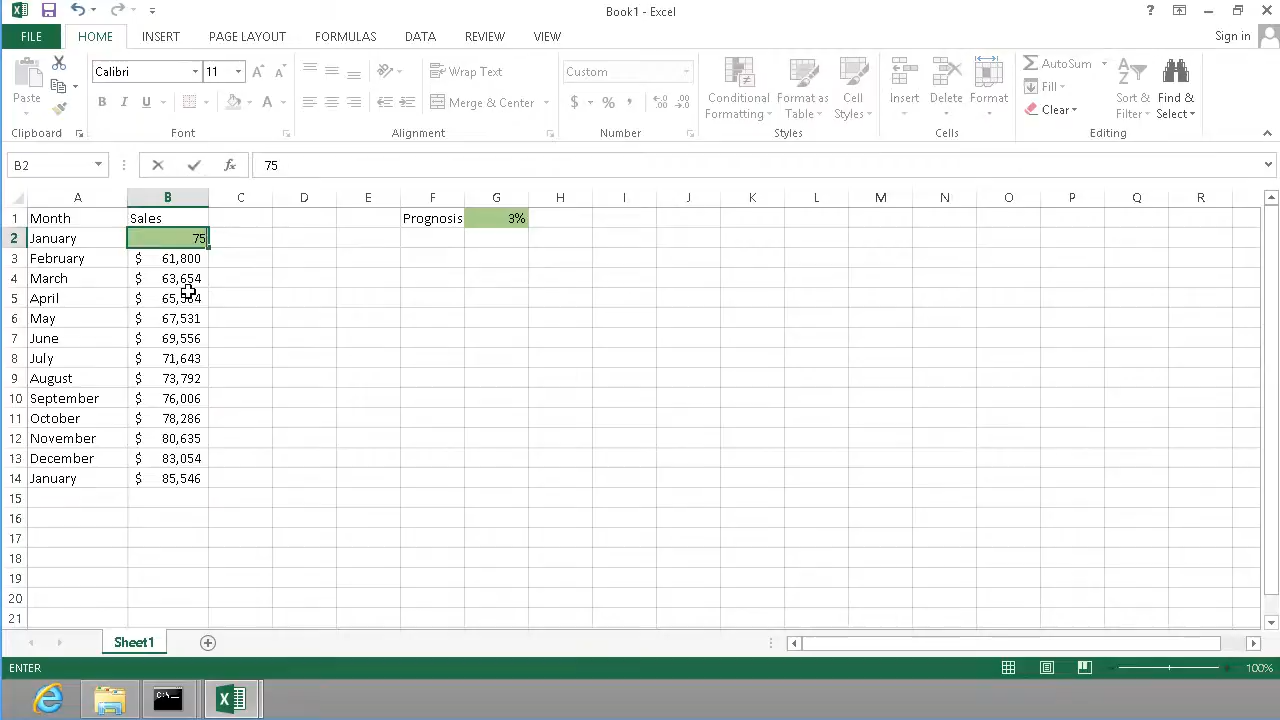 Book1 - Excel
?
FILE HOME INSERT PAGE LAYOUT FORMULAS DATA REVIEW VIEW Sign in
Paste
Clipboard
Calibri 11
B I U
Font
Wrap Text
Merge & Center
Alignment
Custom
$ % ,
Number
Conditional Formatting
Format as Table
Cell Styles
Styles
Insert Delete Format
Cells
AutoSum
Fill
Clear
Sort & Filter
Find & Select
Editing
B2 fx 75
A B C D E F G H I J K L M N O P Q R
1 Month Sales Prognosis 3%
2 January 75
3 February $ 61,800
4 March $ 63,654
5 April $
6 May $ 67,531
7 June $ 69,556
8 July $ 71,643
9 August $ 73,792
10 September $ 76,006
11 October $ 78,286
12 November $ 80,635
13 December $ 83,054
14 January $ 85,546
15
16
17
18
19
20
21
Sheet1
ENTER 100%
C:\.